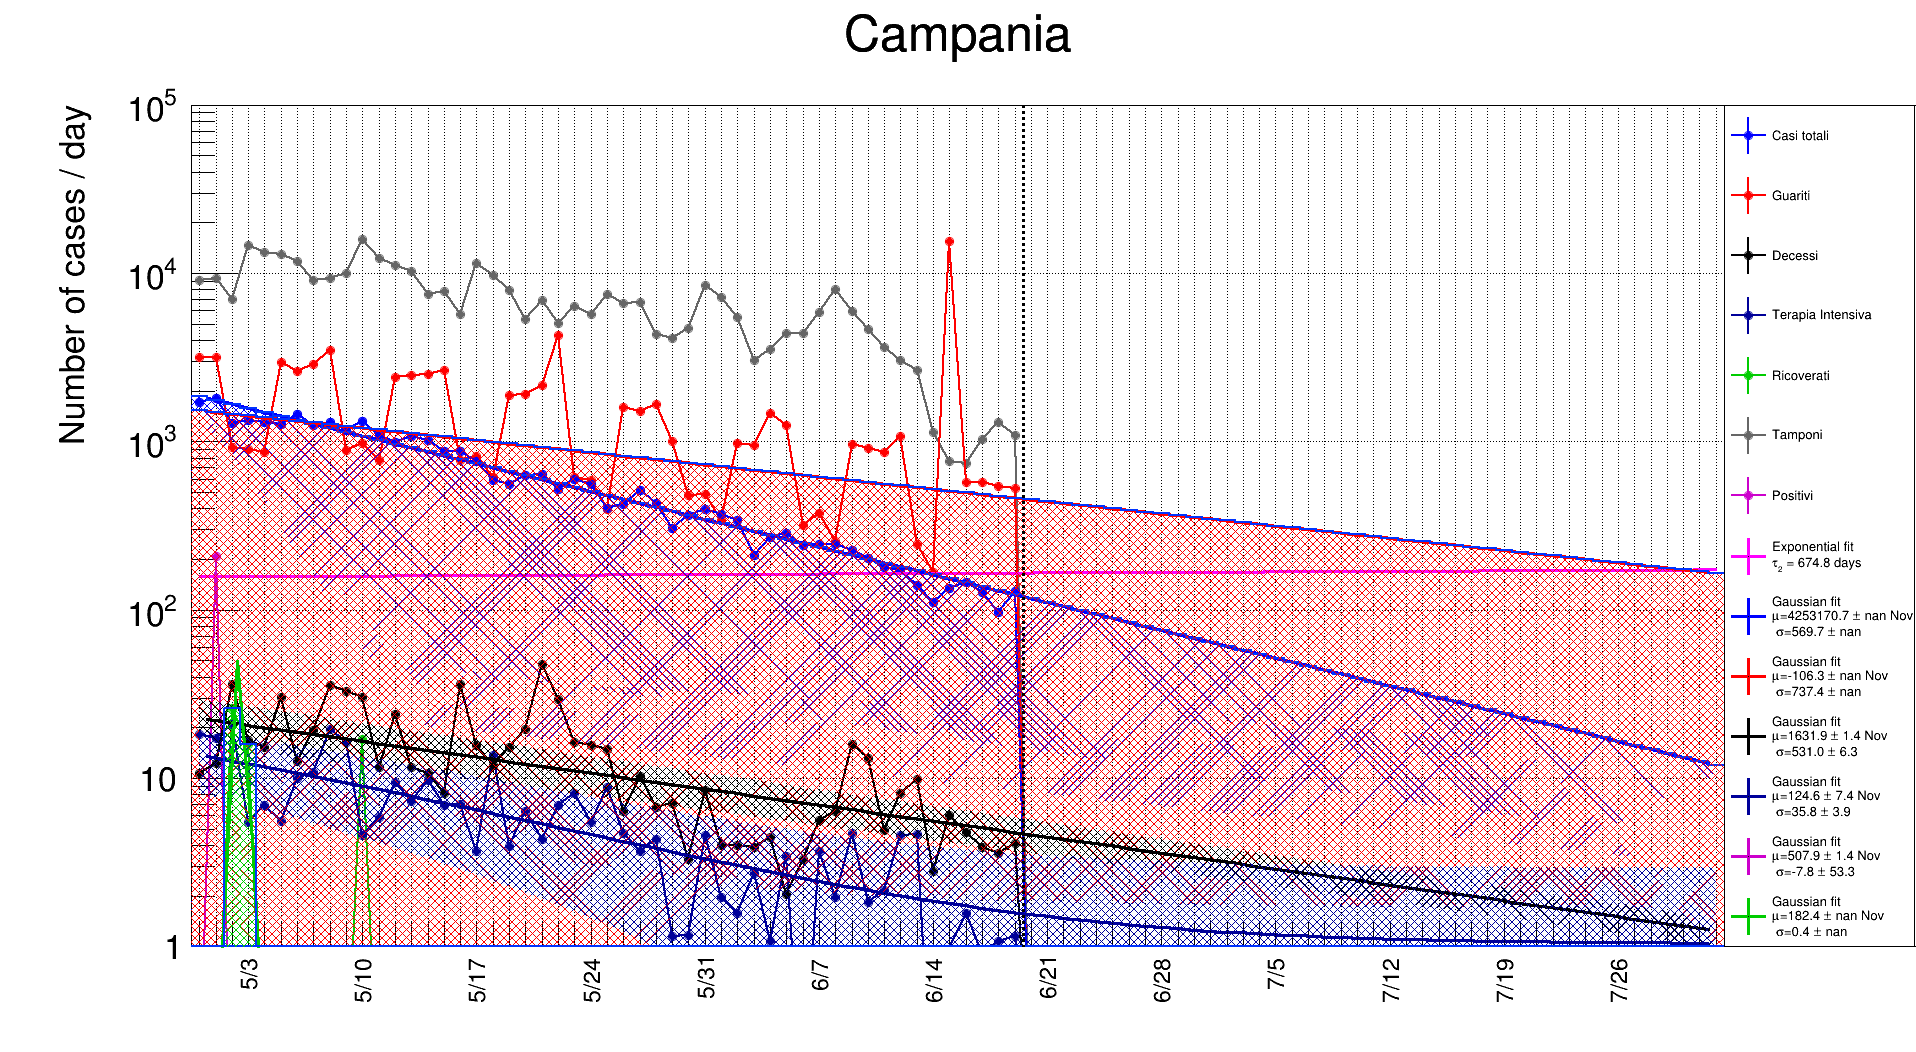 Campania
Number of cases / day
10^5
10^4
10^3
10^2
10
1
5/3
5/10
5/17
5/24
5/31
6/7
6/14
6/21
6/28
7/5
7/12
7/19
7/26
Casi totali
Guariti
Decessi
Terapia Intensiva
Ricoverati
Tamponi
Positivi
Exponential fit
τ₂ = 674.8 days
Gaussian fit
μ=4253170.7 ± nan Nov
σ=569.7 ± nan
Gaussian fit
μ=-106.3 ± nan Nov
σ=737.4 ± nan
Gaussian fit
μ=1631.9 ± 1.4 Nov
σ=531.0 ± 6.3
Gaussian fit
μ=124.6 ± 7.4 Nov
σ=35.8 ± 3.9
Gaussian fit
μ=507.9 ± 1.4 Nov
σ=-7.8 ± 53.3
Gaussian fit
μ=182.4 ± nan Nov
σ=0.4 ± nan